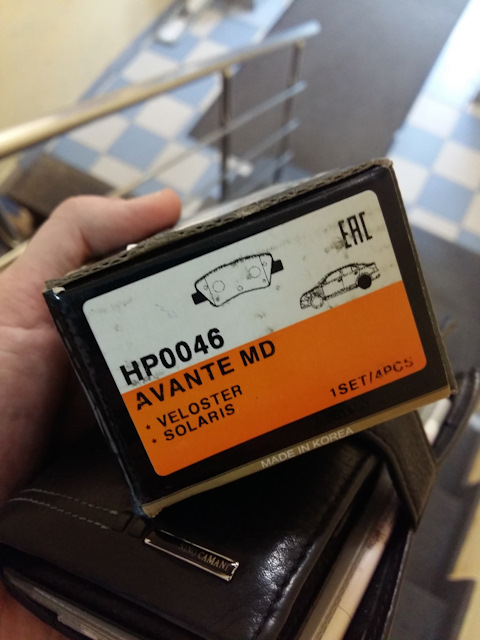 EAC
HP0046
AVANTE MD
* VELOSTER
* SOLARIS
1SET/4PCS
MADE IN KOREA